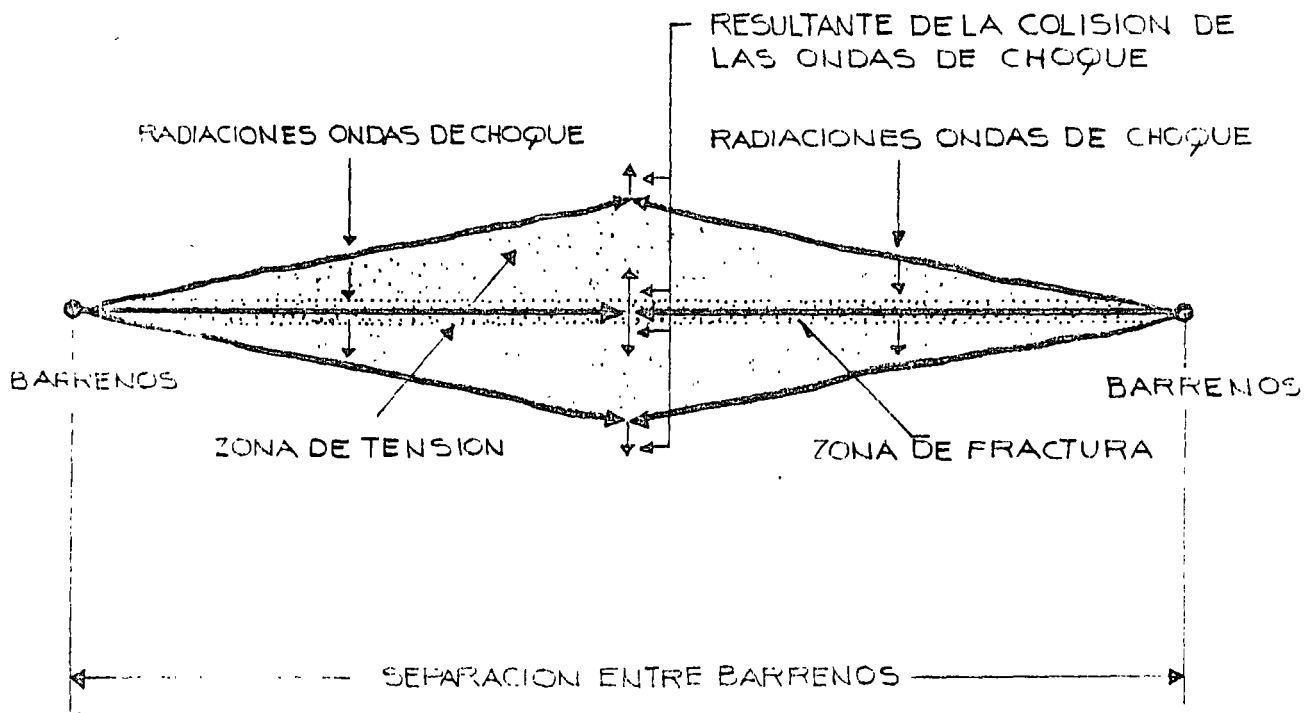 RESULTANTE DE LA COLISION DE
LAS ONDAS DE CHOQUE
RADIACIONES ONDAS DE CHOQUE
RADIACIONES ONDAS DE CHOQUE
BARRENOS
BARRENOS
ZONA DE TENSION
ZONA DE FRACTURA
SEPARACION ENTRE BARRENOS